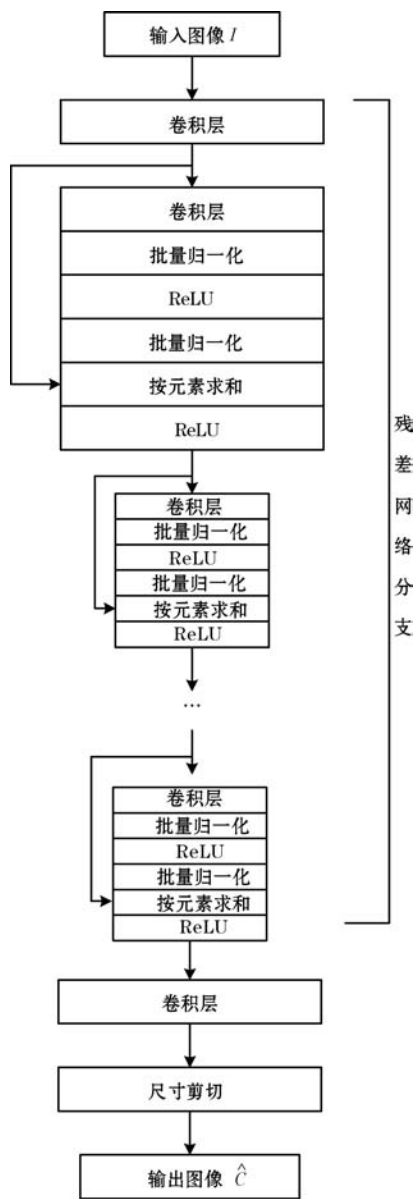 输入图像 I
卷积层
卷积层
批量归一化
ReLU
批量归一化
按元素求和
ReLU
卷积层
批量归一化
ReLU
批量归一化
按元素求和
ReLU
...
卷积层
批量归一化
ReLU
批量归一化
按元素求和
ReLU
残差网络分支
卷积层
尺寸剪切
输出图像 Ĉ